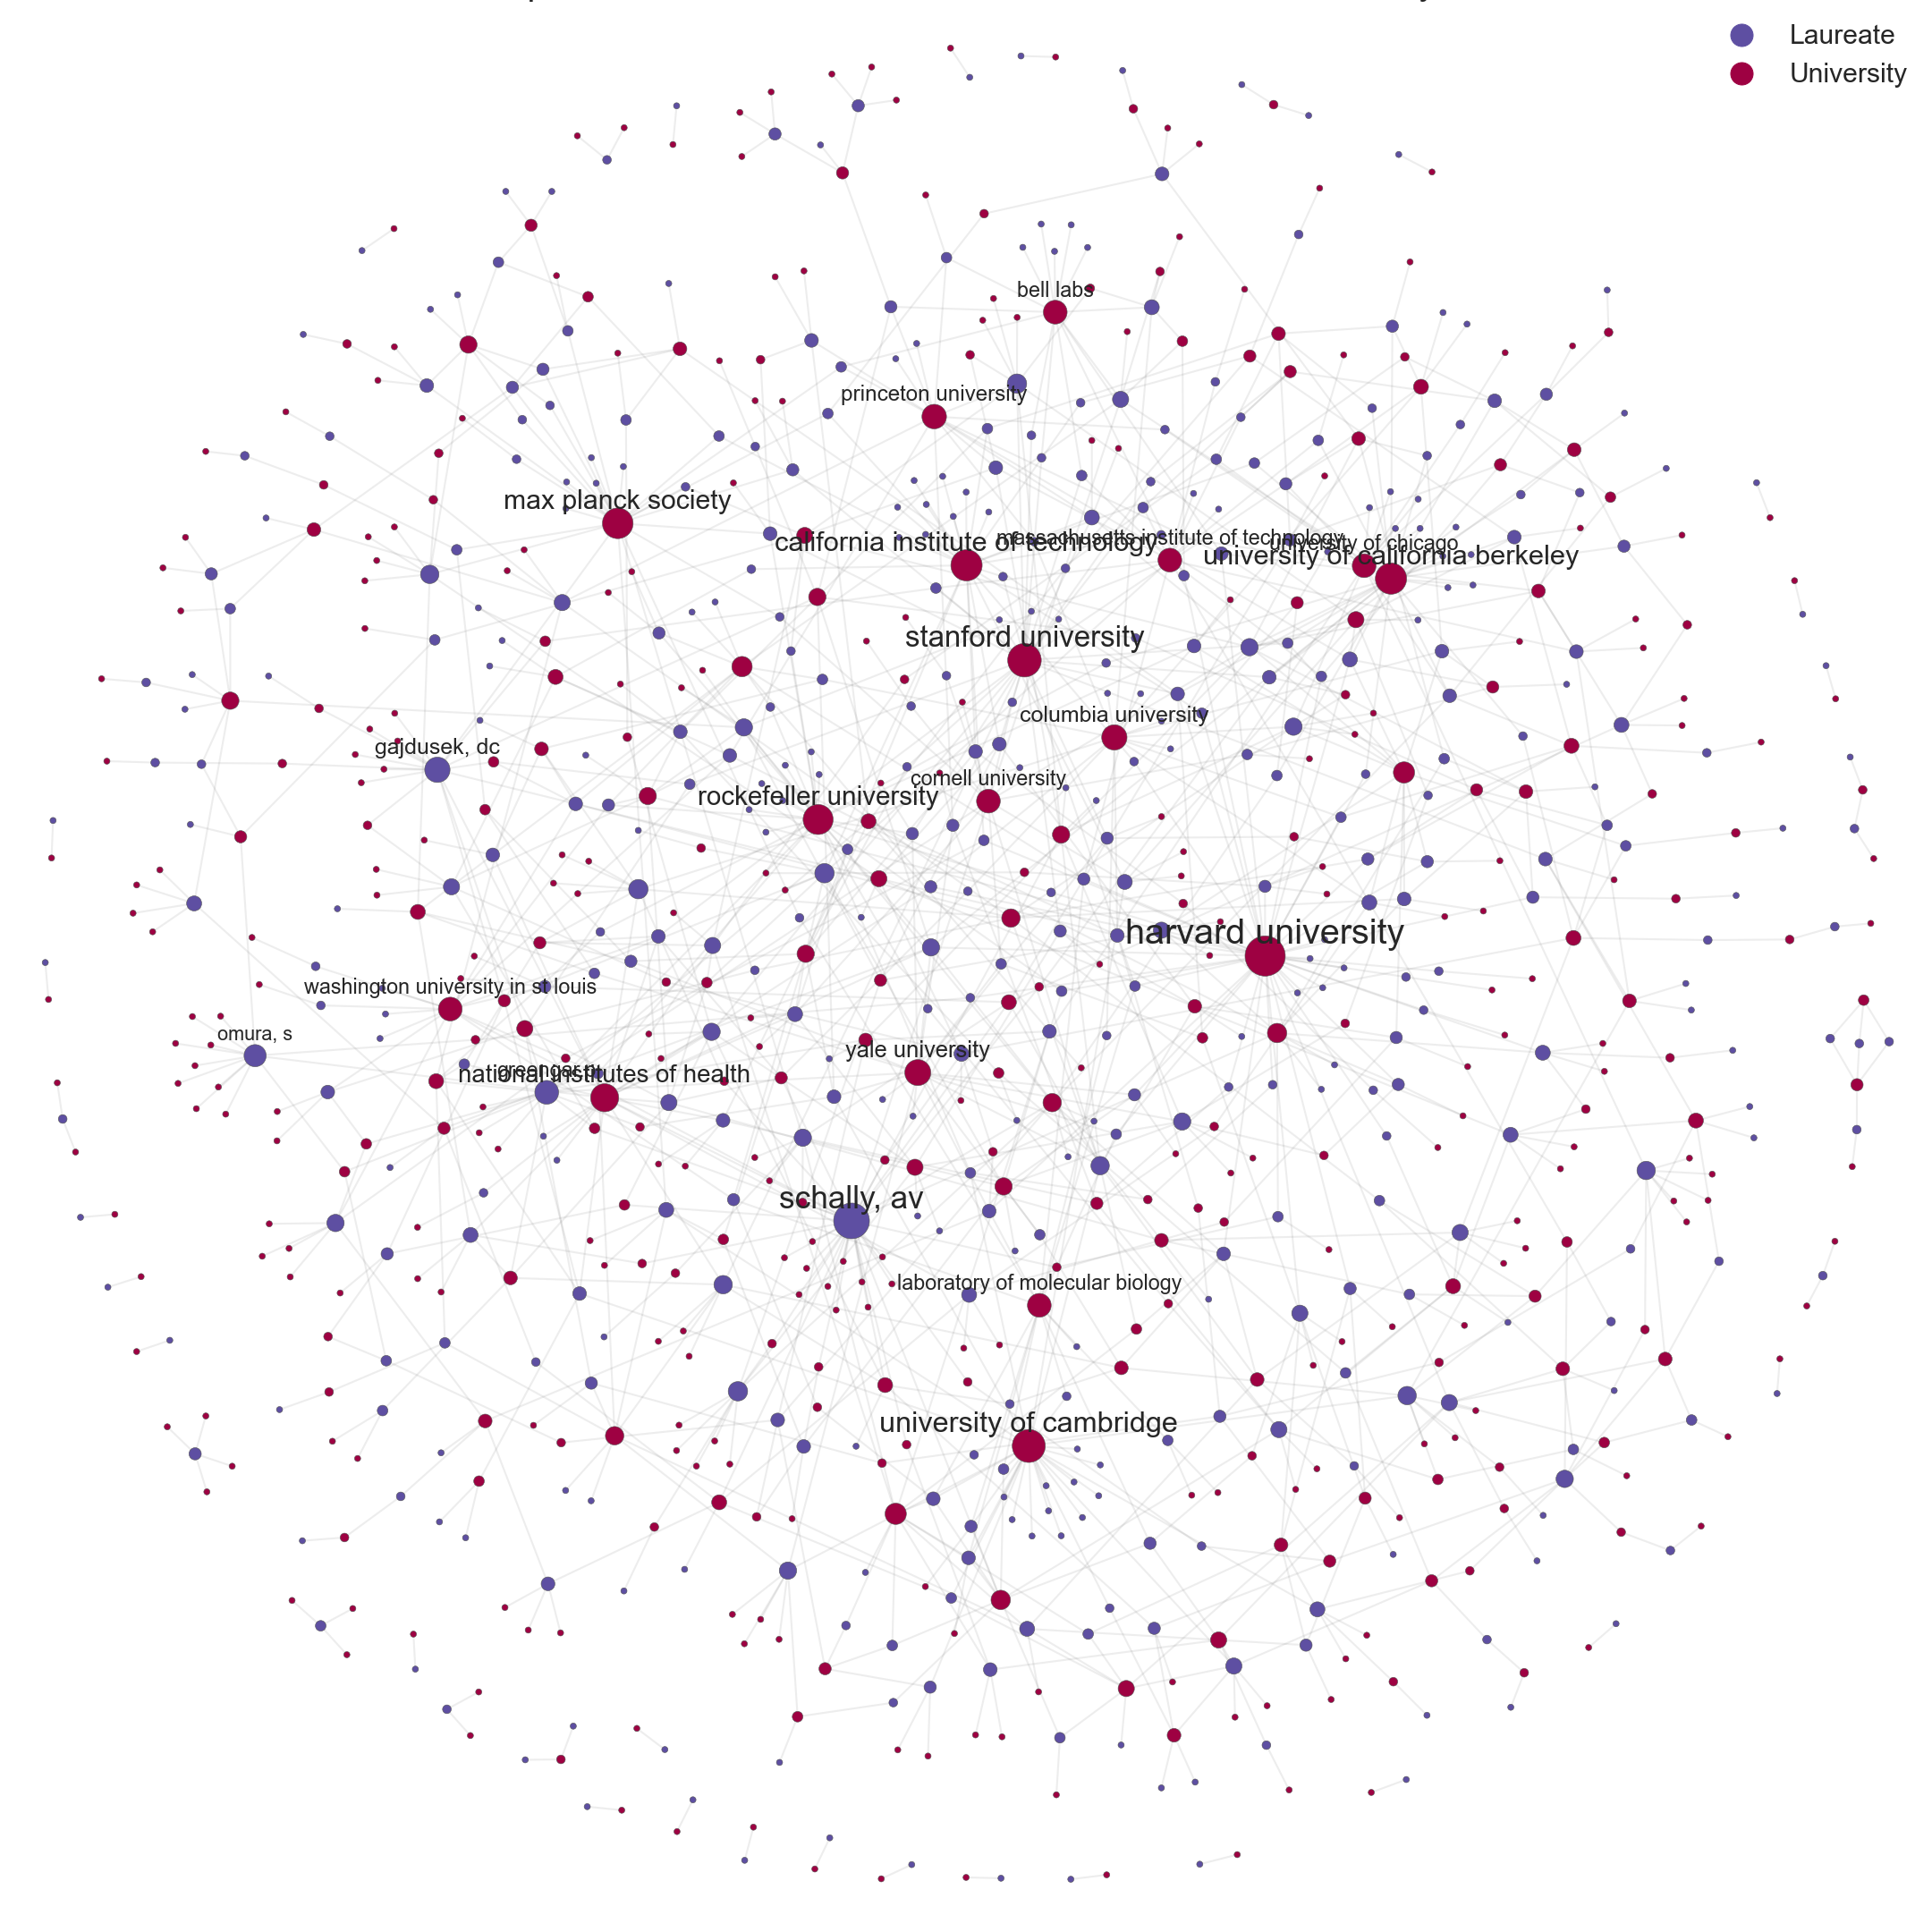 Laureate
University
bell labs
princeton university
max planck society
california institute of technology
massachusetts institute of technology
university of chicago
university of california berkeley
stanford university
columbia university
gajdusek, dc
cornell university
rockefeller university
harvard university
washington university in st louis
omura, s
yale university
national institutes of health
schally, av
laboratory of molecular biology
university of cambridge